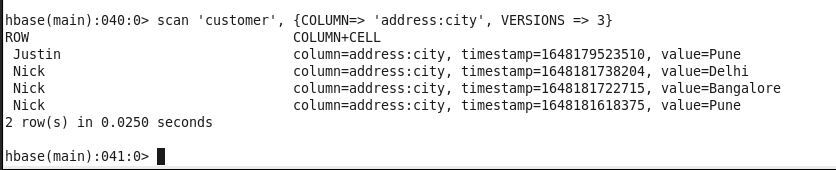 hbase(main):040:0> scan 'customer', {COLUMN=> 'address:city', VERSIONS => 3}
ROW                                COLUMN+CELL
 Justin                            column=address:city, timestamp=1648179523510, value=Pune
 Nick                              column=address:city, timestamp=1648181738204, value=Delhi
 Nick                              column=address:city, timestamp=1648181722715, value=Bangalore
 Nick                              column=address:city, timestamp=1648181618375, value=Pune
2 row(s) in 0.0250 seconds
hbase(main):041:0>